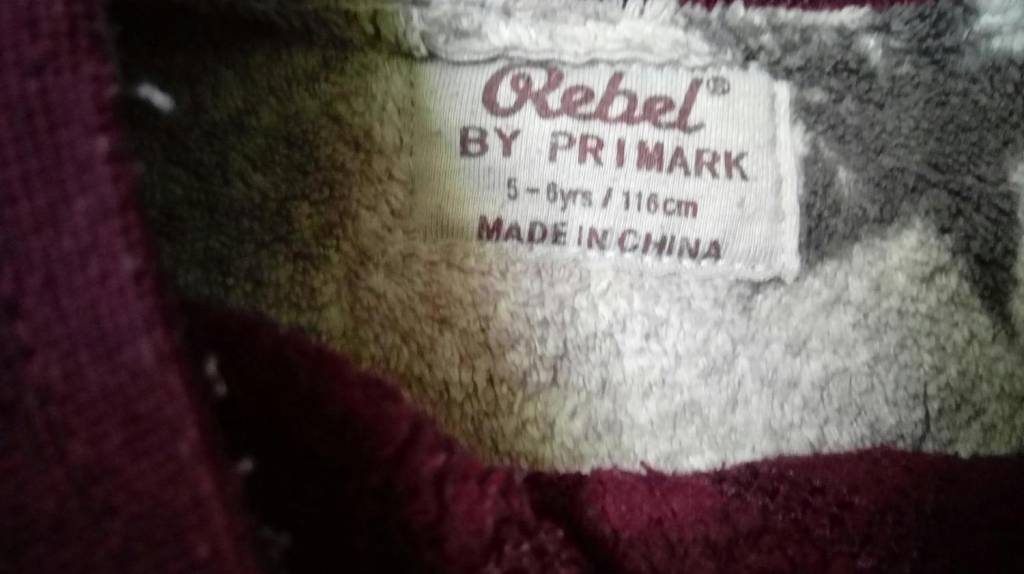 Rebel®
BY PRIMARK
5 - 6yrs / 116cm
MADE IN CHINA